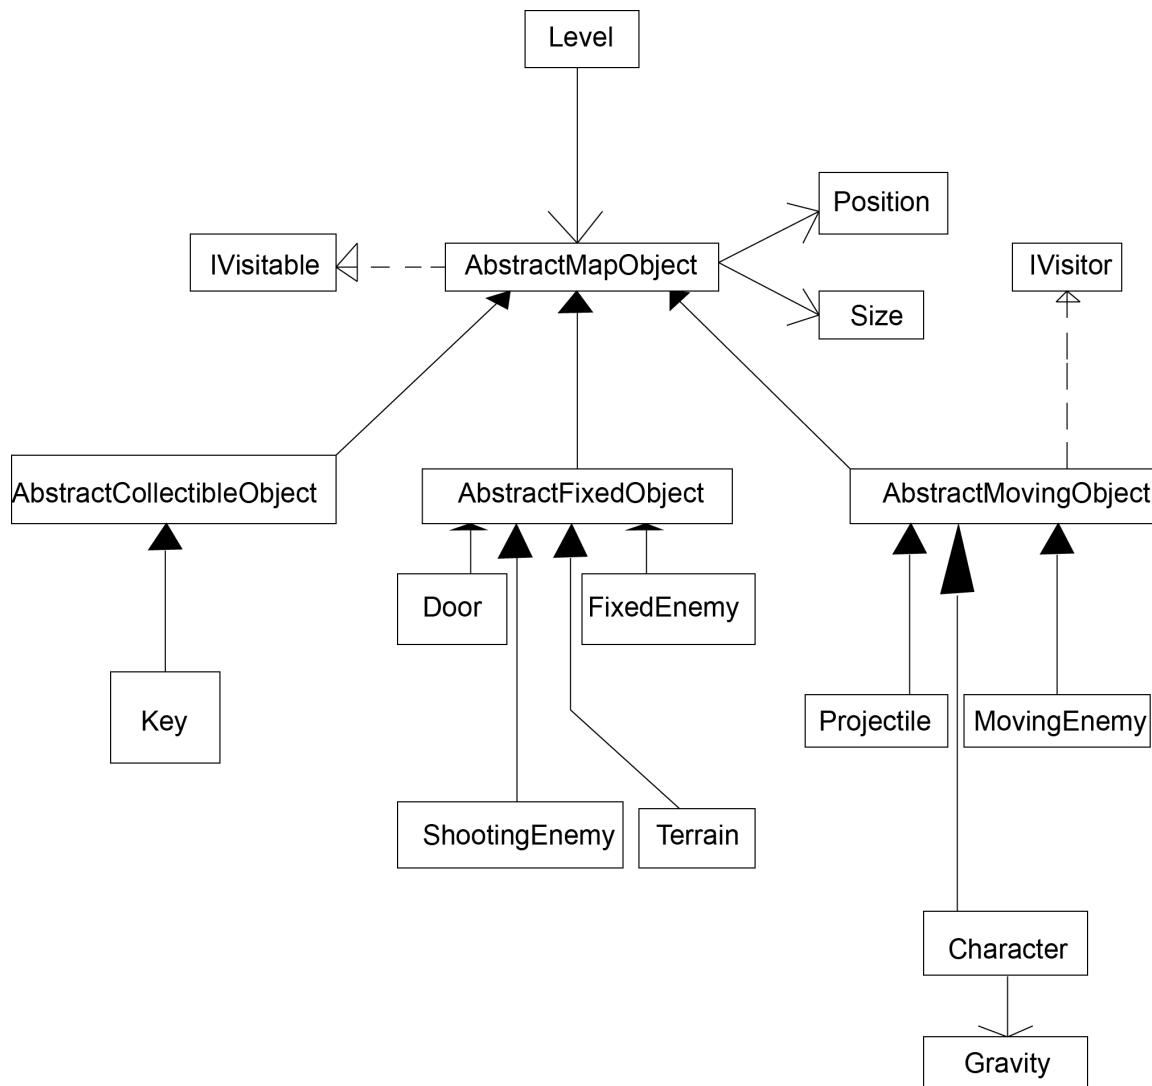 Level
Position
IVisitable
AbstractMapObject
IVisitor
Size
AbstractCollectibleObject
AbstractFixedObject
AbstractMovingObject
Door
FixedEnemy
Key
Projectile
MovingEnemy
ShootingEnemy
Terrain
Character
Gravity